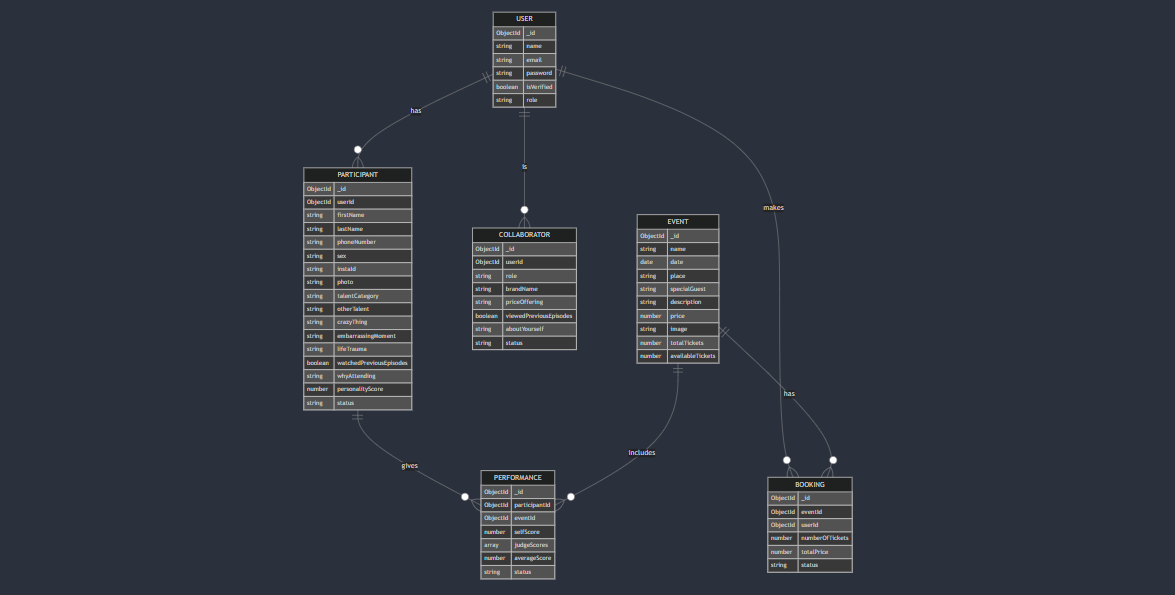 USER
ObjectId _id
string name
string email
string password
boolean isVerified
string role
has
is
makes
PARTICIPANT
ObjectId _id
ObjectId userId
string firstName
string lastName
string phoneNumber
string sex
string instaId
string photo
string talentCategory
string otherTalent
string crazyThing
string embarrassingMoment
string lifeTrauma
boolean watchedPreviousEpisodes
string whyAttending
number personalityScore
string status
COLLABORATOR
ObjectId _id
ObjectId userId
string role
string brandName
string priceOffering
boolean viewedPreviousEpisodes
string aboutYourself
string status
EVENT
ObjectId _id
string name
date date
string place
string specialGuest
string description
number price
string image
number totalTickets
number availableTickets
has
gives
includes
PERFORMANCE
ObjectId _id
ObjectId participantId
ObjectId eventId
number selfScore
array judgeScores
number averageScore
string status
BOOKING
ObjectId _id
ObjectId eventId
ObjectId userId
number numberOfTickets
number totalPrice
string status